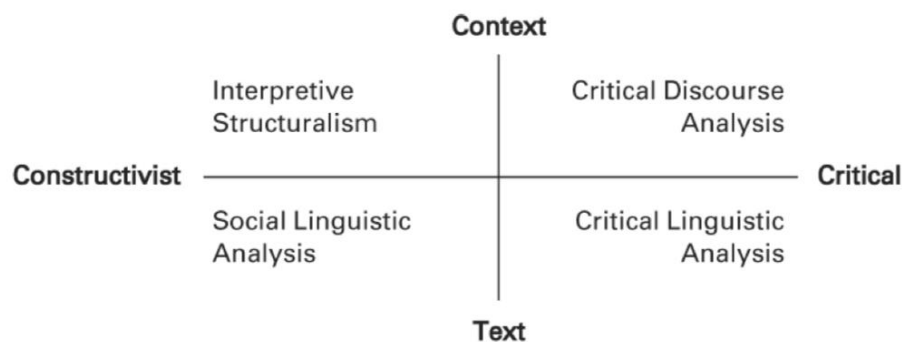 Context
Interpretive
Structuralism
Critical Discourse
Analysis
Constructivist
Critical
Social Linguistic
Analysis
Critical Linguistic
Analysis
Text